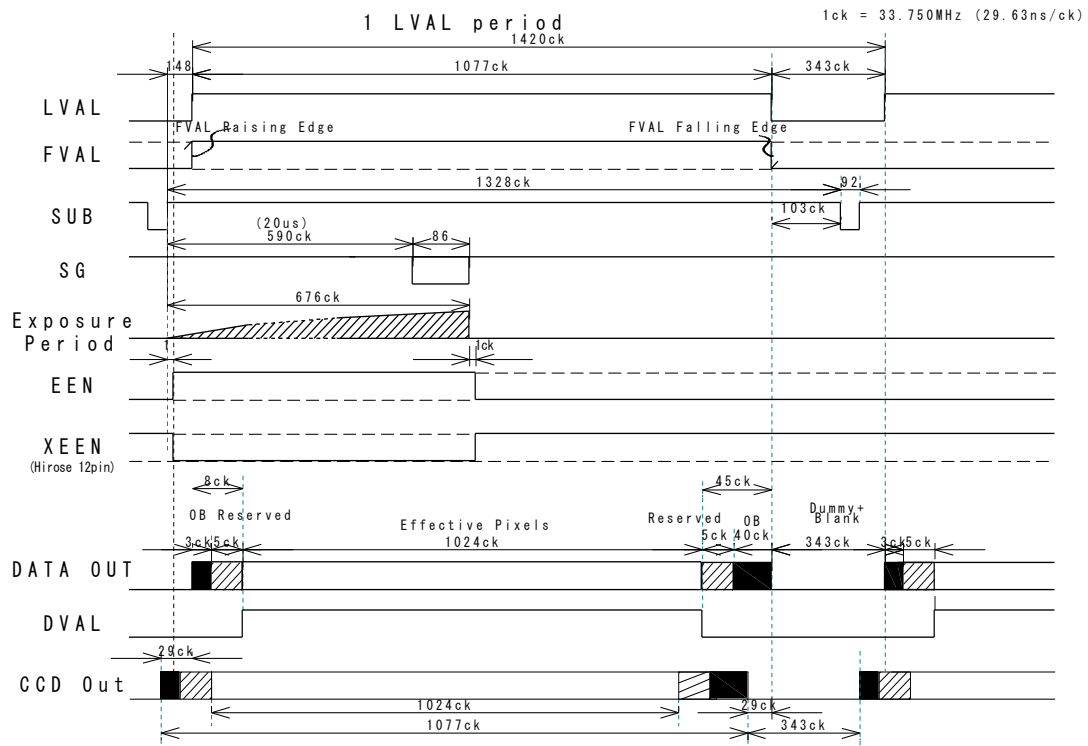 1 LVAL period
1ck = 33.750MHz (29.63ns/ck)
1420ck
148
1077ck
343ck
LVAL
FVAL Raising Edge
FVAL Falling Edge
FVAL
1328ck
92
SUB
103ck
(20us)
590ck
86
SG
676ck
Exposure
Period
1
1ck
EEN
XEEN
(Hirose 12pin)
8ck
45ck
OB Reserved
Effective Pixels
Reserved
OB
Dummy+
Blank
3ck
5ck
1024ck
5ck
40ck
343ck
3ck
5ck
DATA OUT
DVAL
29ck
CCD Out
1024ck
29ck
1077ck
343ck